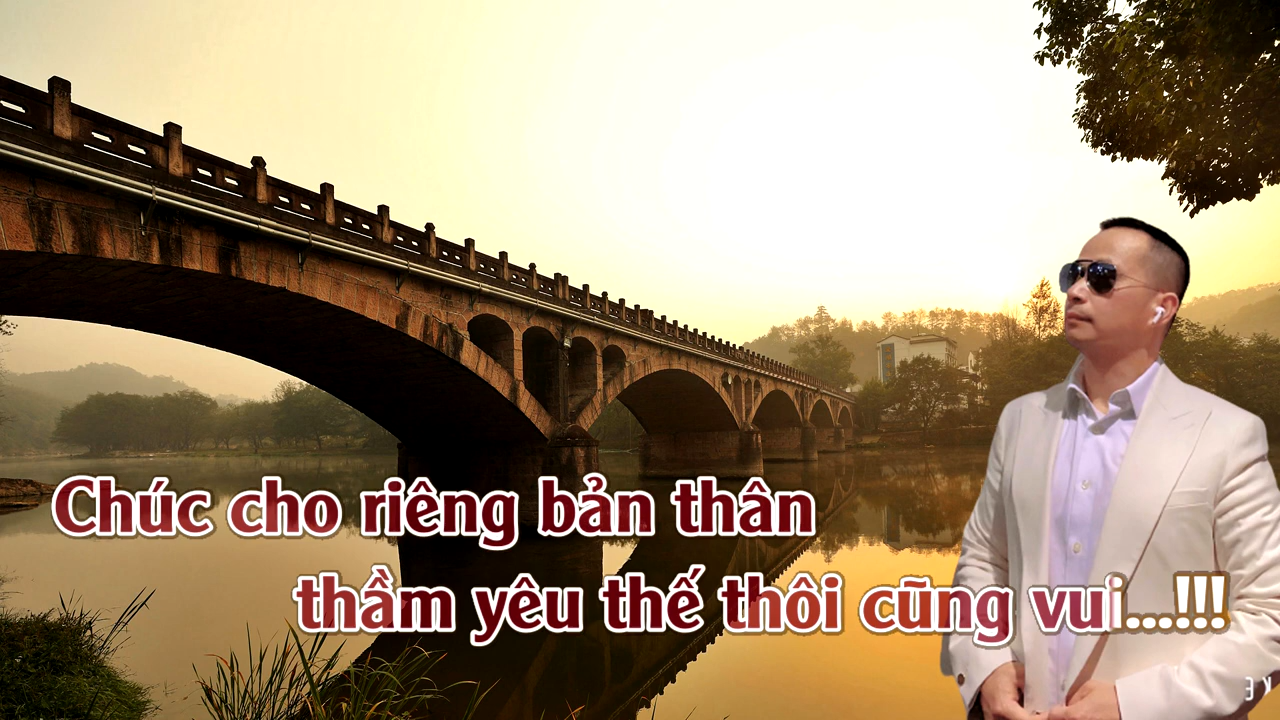 Chúc cho riêng bản thân
thầm yêu thế thôi cũng vui...!!!